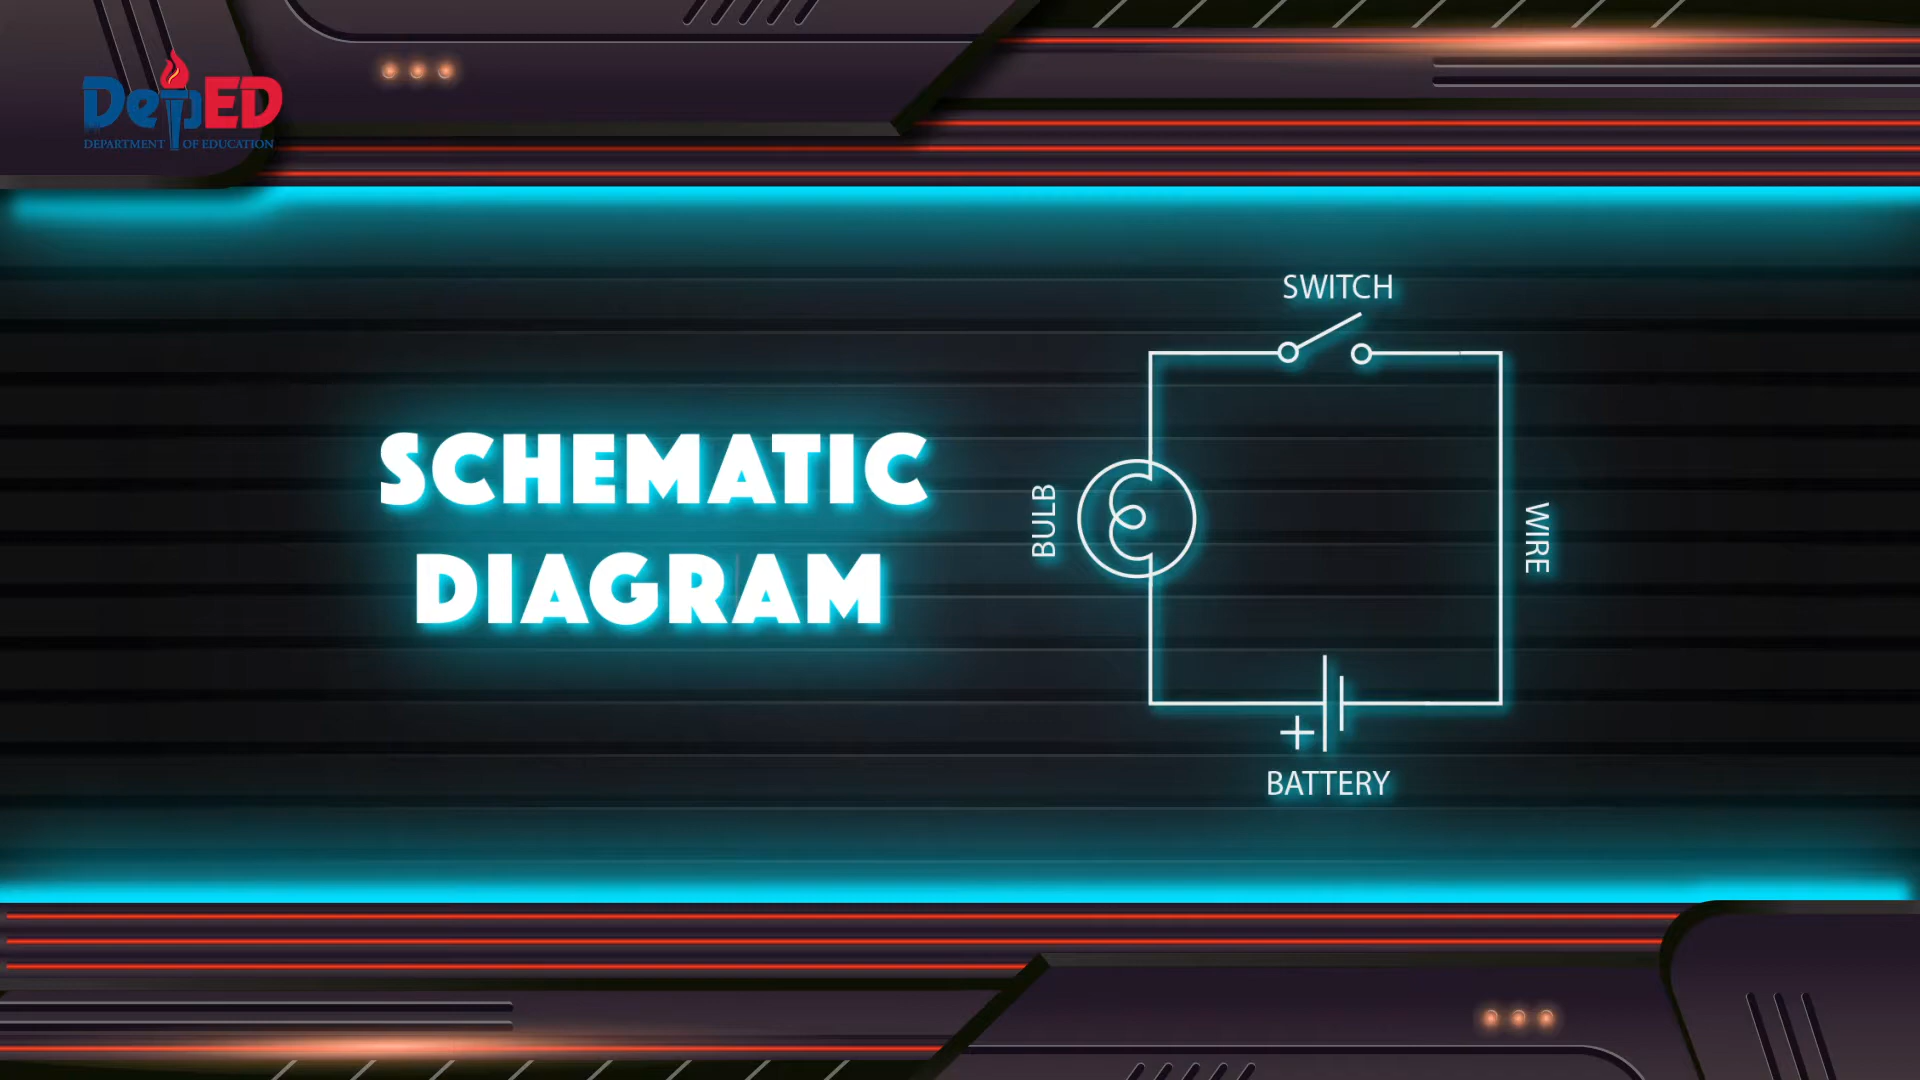 DepED
DEPARTMENT OF EDUCATION
SCHEMATIC
DIAGRAM
SWITCH
BULB
WIRE
+
BATTERY